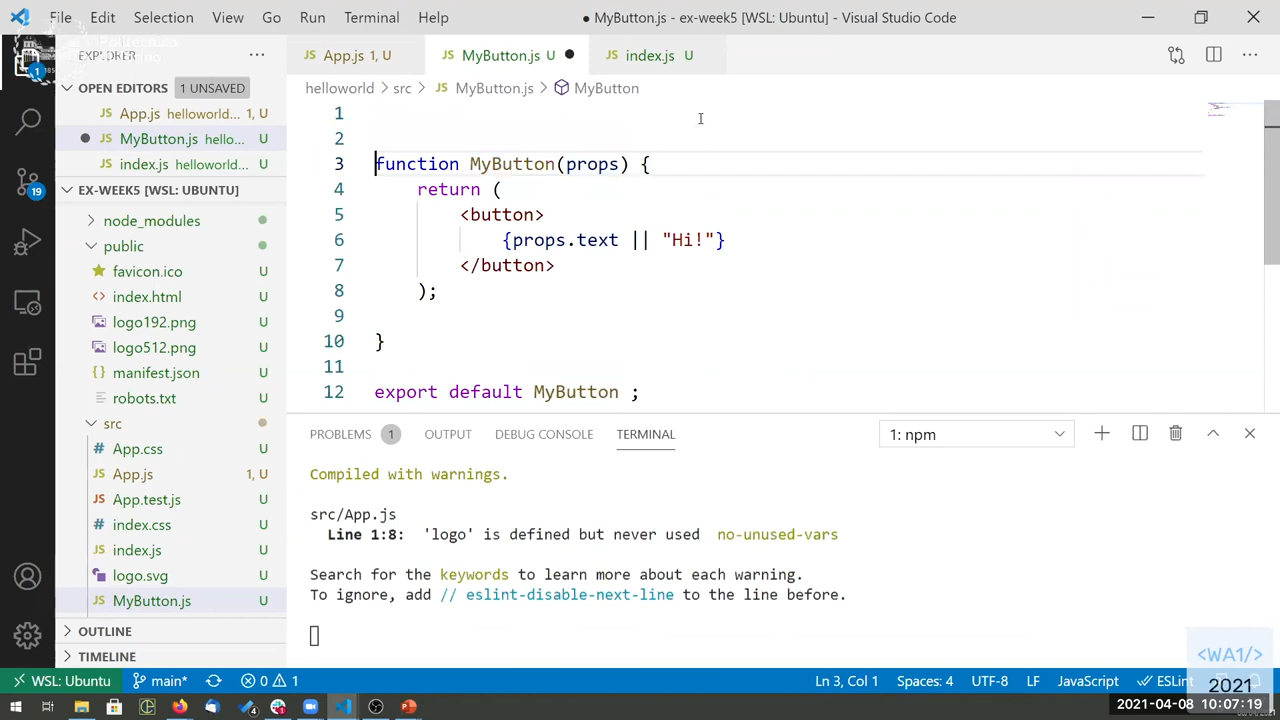 File Edit Selection View Go Run Terminal Help
● MyButton.js - ex-week5 [WSL: Ubuntu] - Visual Studio Code
EXPLORER
OPEN EDITORS 1 UNSAVED
App.js helloworld... 1, U
MyButton.js hello... U
index.js helloworld... U
EX-WEEK5 [WSL: UBUNTU]
node_modules
public
favicon.ico U
index.html U
logo192.png U
logo512.png U
manifest.json U
robots.txt U
src
App.css U
App.js 1, U
App.test.js U
index.css U
index.js U
logo.svg U
MyButton.js U
OUTLINE
TIMELINE
1
19
App.js 1, U
MyButton.js U
index.js U
helloworld > src > MyButton.js > MyButton
1
2
3 function MyButton(props) {
4 return (
5 <button>
6 {props.text || "Hi!"}
7 </button>
8 );
9
10 }
11
12 export default MyButton ;
PROBLEMS 1 OUTPUT DEBUG CONSOLE TERMINAL
1: npm
Compiled with warnings.
src/App.js
Line 1:8: 'logo' is defined but never used no-unused-vars
Search for the keywords to learn more about each warning.
To ignore, add // eslint-disable-next-line to the line before.
WSL: Ubuntu main* 0 1
Ln 3, Col 1 Spaces: 4 UTF-8 LF JavaScript ESLint
<WA1/>
2021
2021-04-08 10:07:19